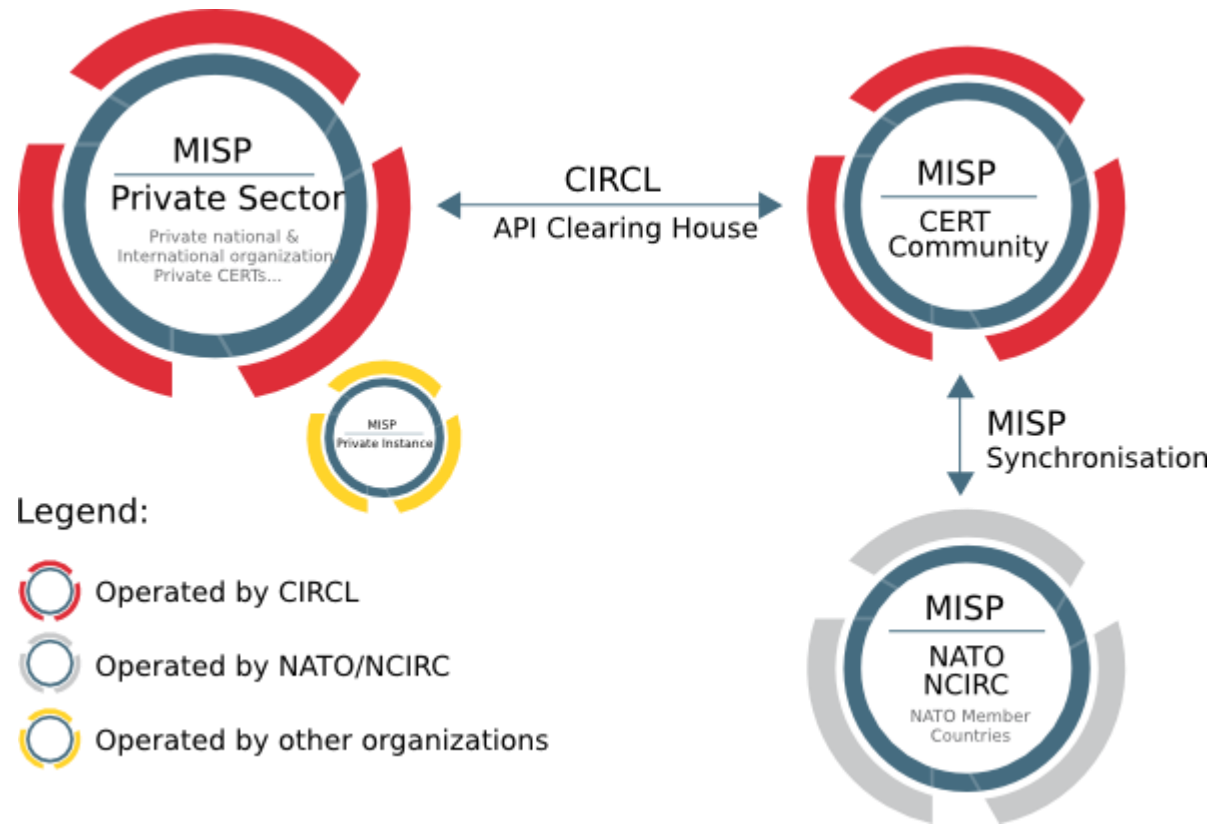 MISP
Private Sector
Private national &
International organization
Private CERTs...
CIRCL
API Clearing House
MISP
CERT
Community
MISP
Private Instance
MISP
Synchronisation
MISP
NATO
NCIRC
NATO Member
Countries
Legend:
Operated by CIRCL
Operated by NATO/NCIRC
Operated by other organizations